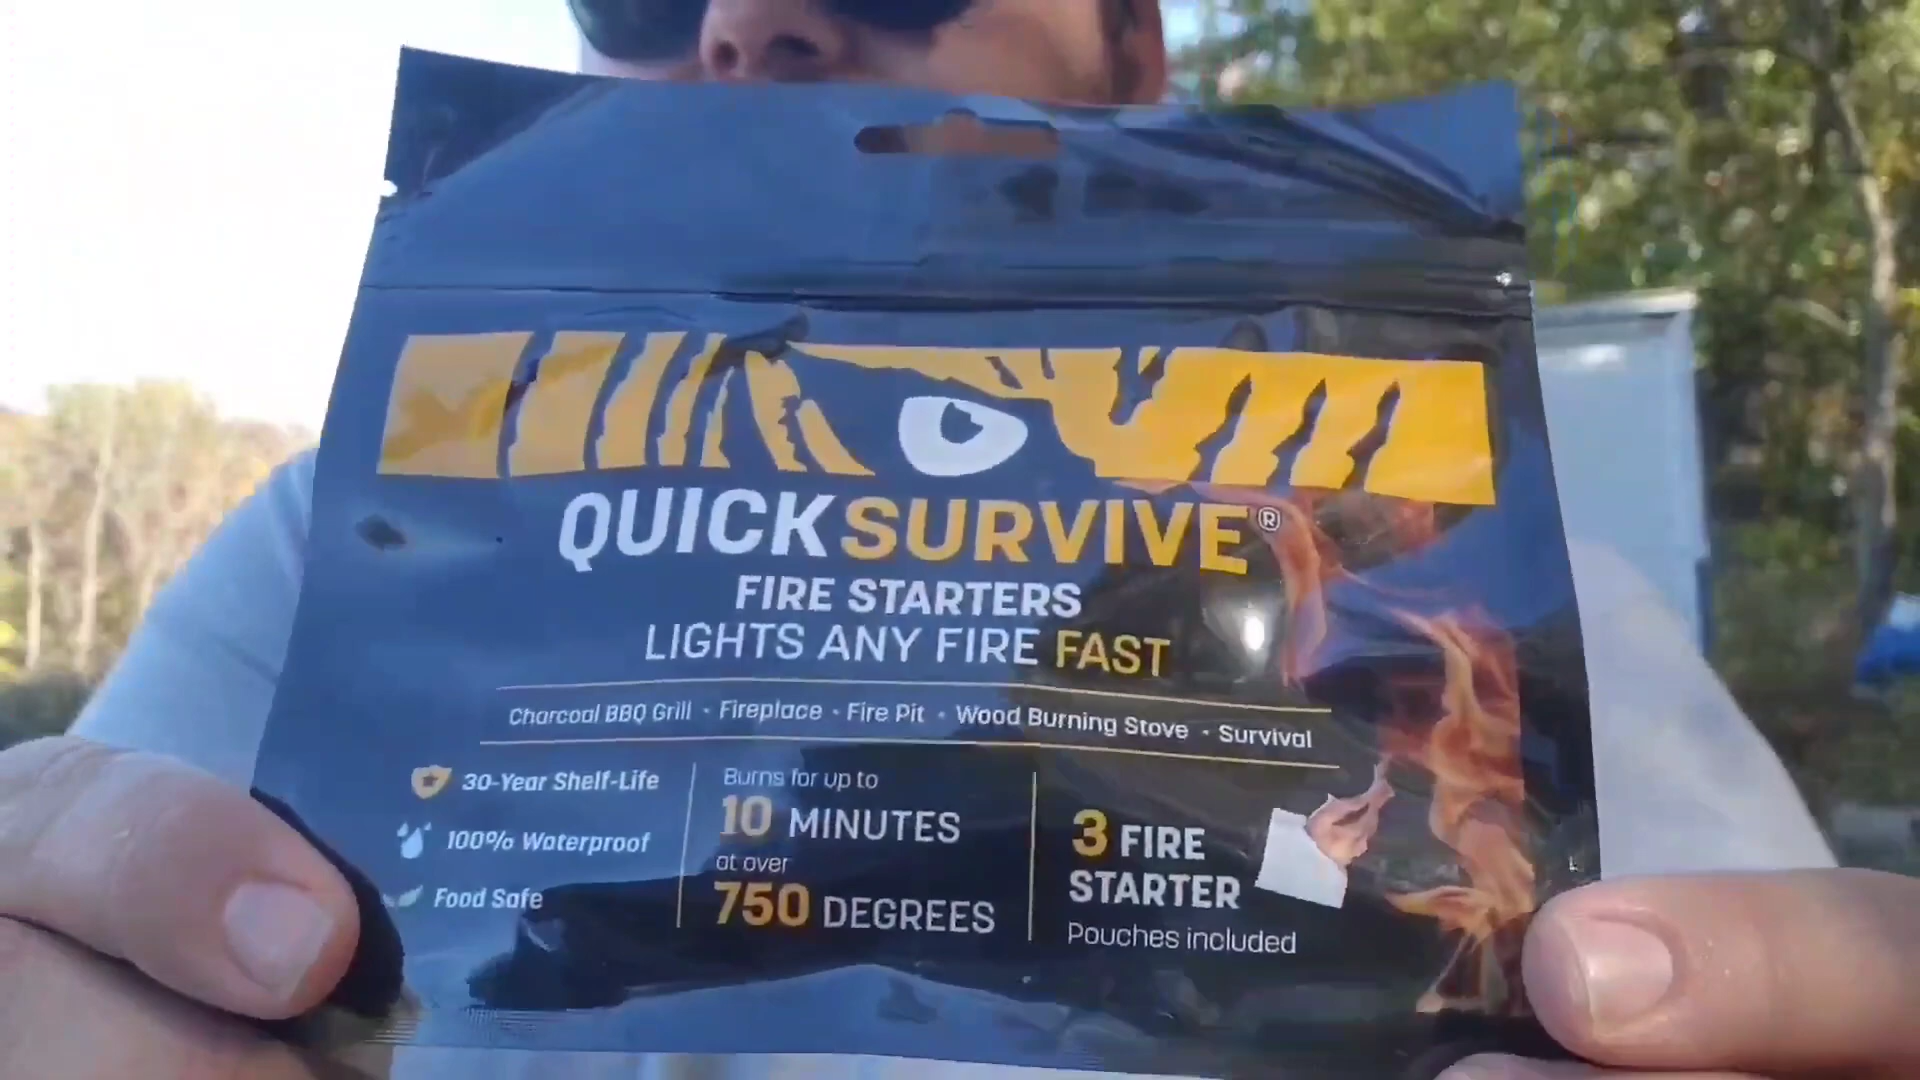 QUICKSURVIVE®
FIRE STARTERS
LIGHTS ANY FIRE FAST
Charcoal BBQ Grill · Fireplace · Fire Pit · Wood Burning Stove · Survival
30-Year Shelf-Life
100% Waterproof
Food Safe
Burns for up to
10 MINUTES
at over
750 DEGREES
3 FIRE
STARTER
Pouches included